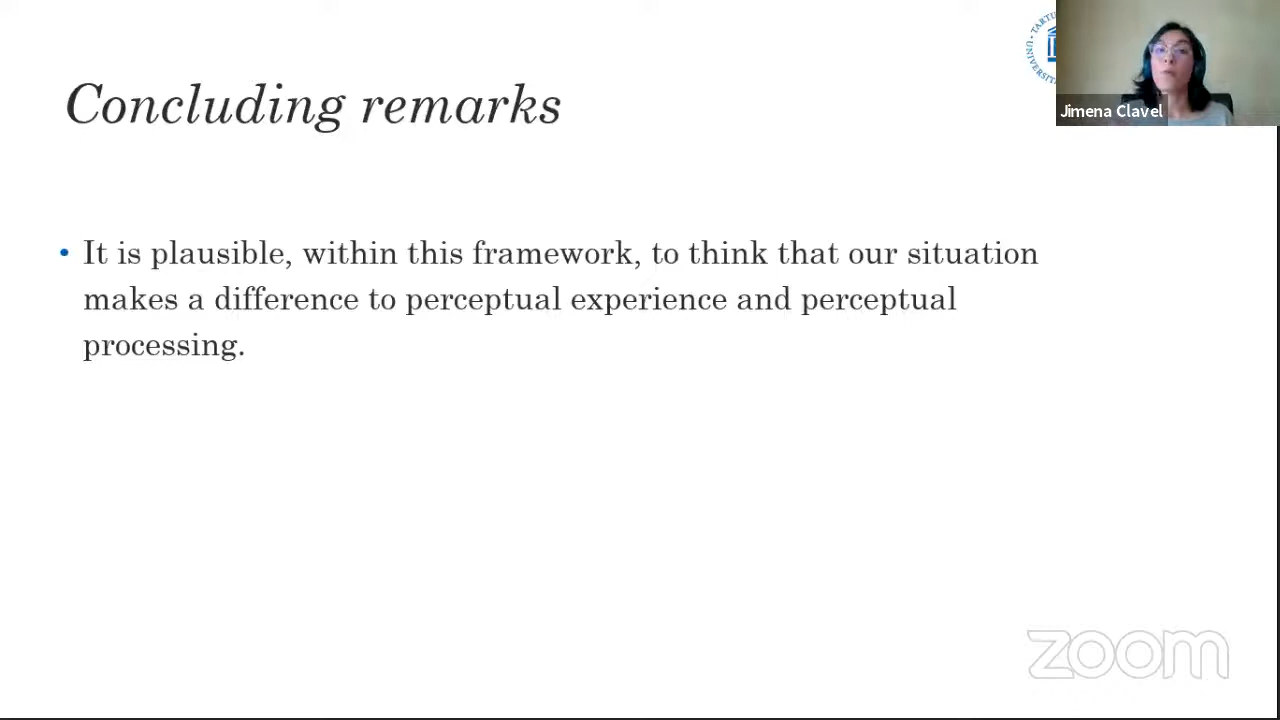 Concluding remarks
• It is plausible, within this framework, to think that our situation
makes a difference to perceptual experience and perceptual
processing.
Jimena Clavel
zoom